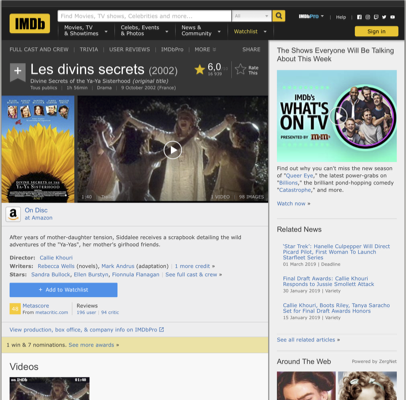 IMDb
Find Movies, TV shows, Celebrities and more...
All
IMDbPro
Help
Movies, TV
& Showtimes
Celebs, Events
& Photos
News &
Community
Watchlist
Sign in
FULL CAST AND CREW | TRIVIA | USER REVIEWS | IMDbPro | MORE
SHARE
Les divins secrets (2002)
Divine Secrets of the Ya-Ya Sisterhood (original title)
Tous publics | 1h 56min | Drama | 9 October 2002 (France)
6,0
Rate
This
VIDEO
98 IMAGES
On Disc
at Amazon
After years of mother-daughter tension, Siddalee receives a scrapbook detailing the wild
adventures of the "Ya-Yas", her mother's girlhood friends.
Director: Callie Khouri
Writers: Rebecca Wells (novels), Mark Andrus (adaptation) | 1 more credit »
Stars: Sandra Bullock, Ellen Burstyn, Fionnula Flanagan | See full cast & crew »
+ Add to Watchlist
Metascore
From metacritic.com
Reviews
196 user | 94 critic
View production, box office, & company info on IMDbPro
1 win & 7 nominations. See more awards »
Videos
The Shows Everyone Will Be Talking
About This Week
IMDb's
WHAT'S
ON TV
PRESENTED BY
Find out why you can't miss the new season
of "Queer Eye," the latest power-grabs on
"Billions," the brilliant pond-hopping comedy
"Catastrophe," and more.
Watch now »
Related News
'Star Trek': Hanelle Culpepper Will Direct
Picard Pilot, First Woman To Launch
Startfleet Series
01 March 2019 | Deadline
Final Draft Awards: Callie Khouri
Responds to Jussie Smollett Attack
30 January 2019 | Variety
Callie Khouri, Boots Riley, Tanya Saracho
Set for Final Draft Awards Honors
15 January 2019 | Variety
See all related articles »
Around The Web
Powered by ZergNet